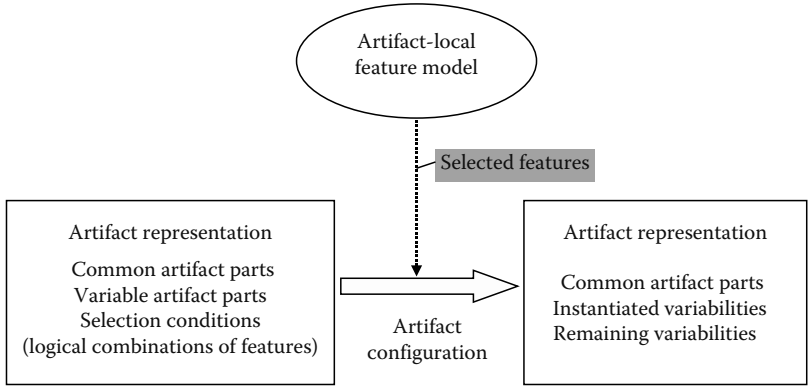 Artifact-local
feature model
Selected features
Artifact representation
Common artifact parts
Variable artifact parts
Selection conditions
(logical combinations of features)
Artifact
configuration
Artifact representation
Common artifact parts
Instantiated variabilities
Remaining variabilities